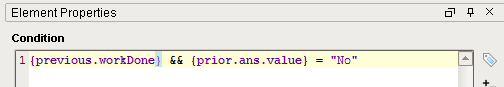 Element Properties
Condition
1 {previous.workDone} && {prior.ans.value} = "No"